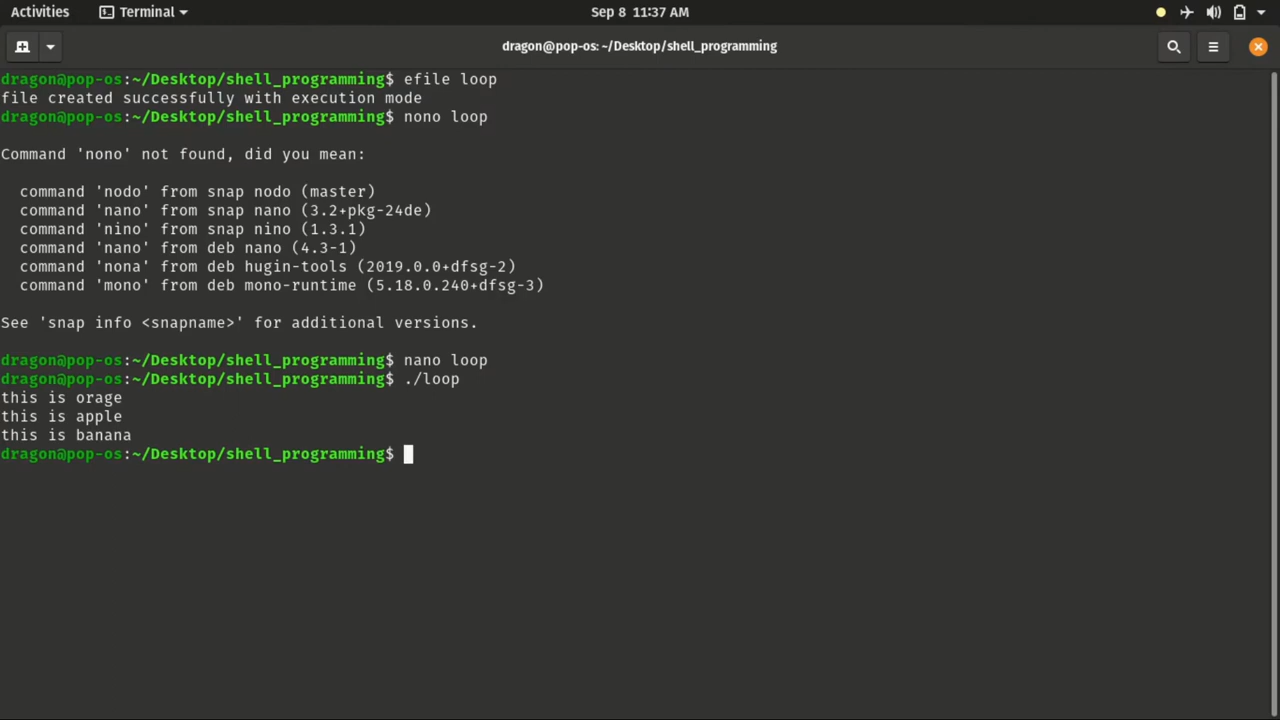 Activities Terminal Sep 8 11:37 AM
dragon@pop-os: ~/Desktop/shell_programming
dragon@pop-os:~/Desktop/shell_programming$ efile loop
file created successfully with execution mode
dragon@pop-os:~/Desktop/shell_programming$ nono loop
Command 'nono' not found, did you mean:
command 'nodo' from snap nodo (master)
command 'nano' from snap nano (3.2+pkg-24de)
command 'nino' from snap nino (1.3.1)
command 'nano' from deb nano (4.3-1)
command 'nona' from deb hugin-tools (2019.0.0+dfsg-2)
command 'mono' from deb mono-runtime (5.18.0.240+dfsg-3)
See 'snap info <snapname>' for additional versions.
dragon@pop-os:~/Desktop/shell_programming$ nano loop
dragon@pop-os:~/Desktop/shell_programming$ ./loop
this is orage
this is apple
this is banana
dragon@pop-os:~/Desktop/shell_programming$